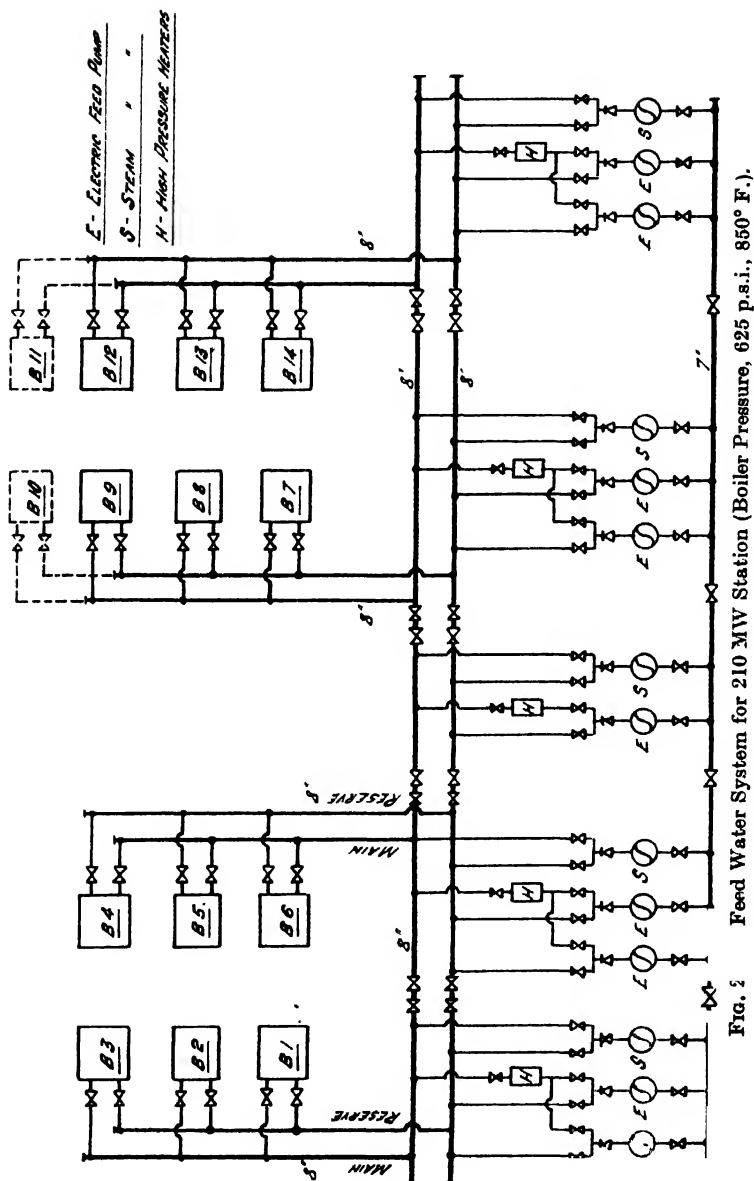 E - ELECTRIC FEED PUMP
S - STEAM " "
H - HIGH PRESSURE HEATERS
B 11
B 12
B 13
B 14
8"
8"
8"
B 10
B 9
B 8
B 7
8"
B 4
B 5
B 6
8"
RESERVE
MAIN
8"
B 3
B 2
B 1
RESERVE
MAIN
8"
H
E
S
H
E
E
S
H
E
S
H
E
E
S
H
E
E
S
7"
Feed Water System for 210 MW Station (Boiler Pressure, 625 p.s.i., 850° F.).
FIG.